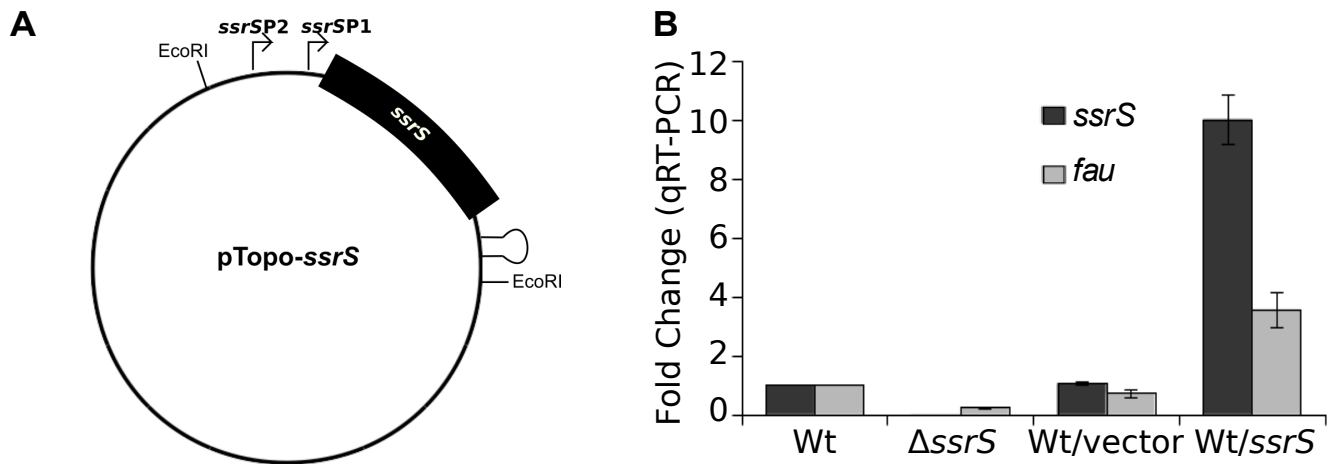 A
ssrSP2 ssrSP1
EcoRI
ssrS
pTopo-ssrS
EcoRI
B
Fold Change (qRT-PCR)
12
10
8
6
4
2
0
ssrS
fau
Wt ΔssrS Wt/vector Wt/ssrS